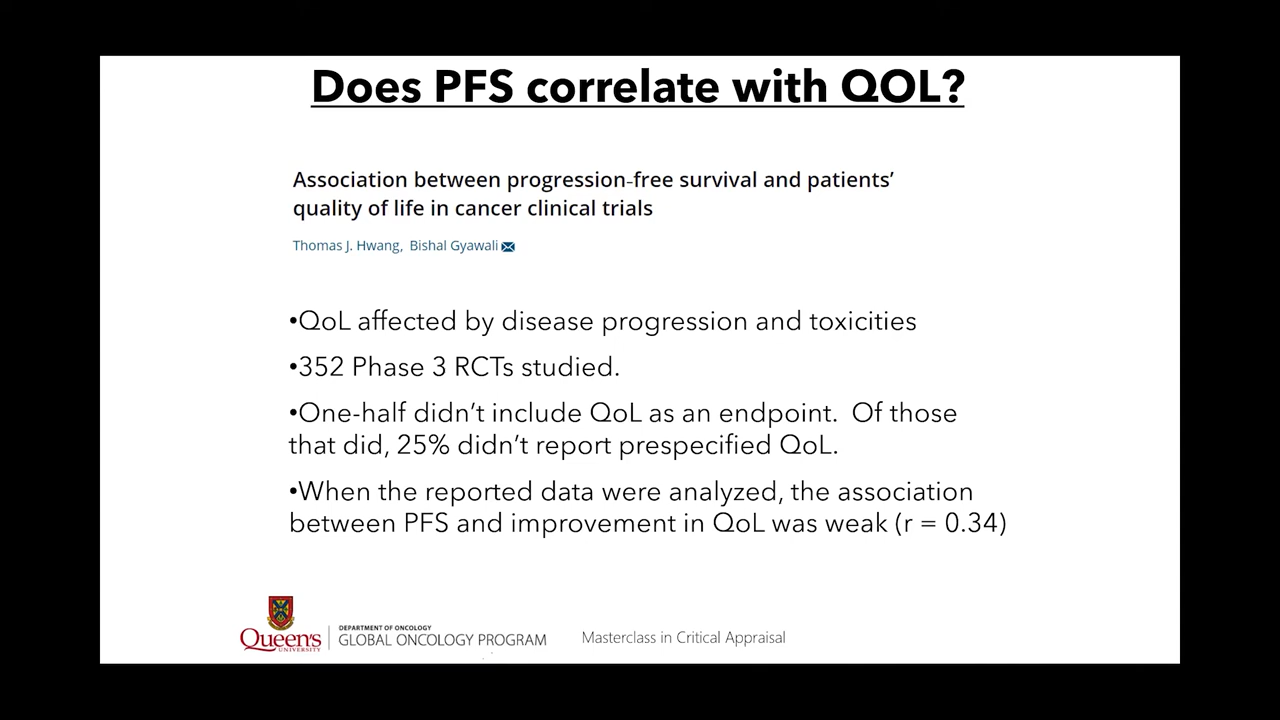 Does PFS correlate with QOL?
Association between progression-free survival and patients’
quality of life in cancer clinical trials
Thomas J. Hwang, Bishal Gyawali
•QoL affected by disease progression and toxicities
•352 Phase 3 RCTs studied.
•One-half didn’t include QoL as an endpoint. Of those
that did, 25% didn’t report prespecified QoL.
•When the reported data were analyzed, the association
between PFS and improvement in QoL was weak (r = 0.34)
Queen's
UNIVERSITY
DEPARTMENT OF ONCOLOGY
GLOBAL ONCOLOGY PROGRAM
Masterclass in Critical Appraisal